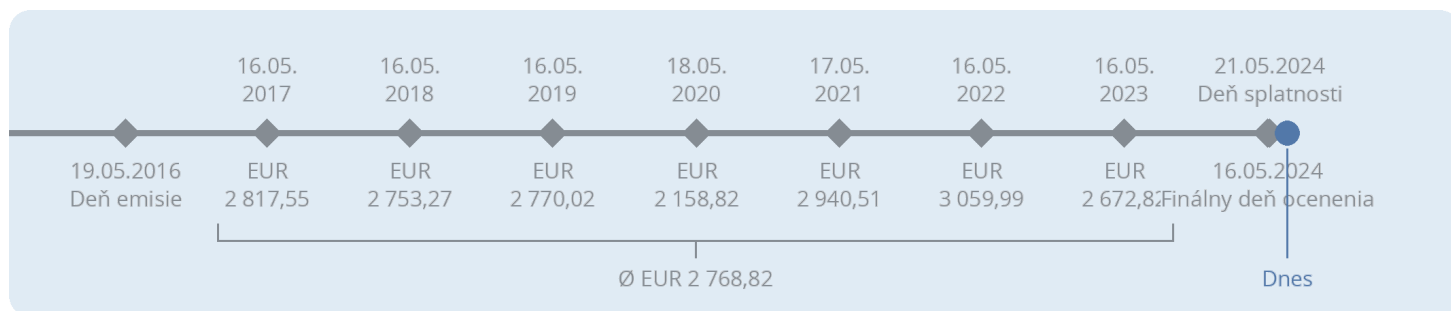 16.05.
2017
16.05.
2018
16.05.
2019
18.05.
2020
17.05.
2021
16.05.
2022
16.05.
2023
21.05.2024
Deň splatnosti
19.05.2016
Deň emisie
EUR
2 817,55
EUR
2 753,27
EUR
2 770,02
EUR
2 158,82
EUR
2 940,51
EUR
3 059,99
EUR
2 672,82
16.05.2024
Finálny deň ocenenia
Ø EUR 2 768,82
Dnes